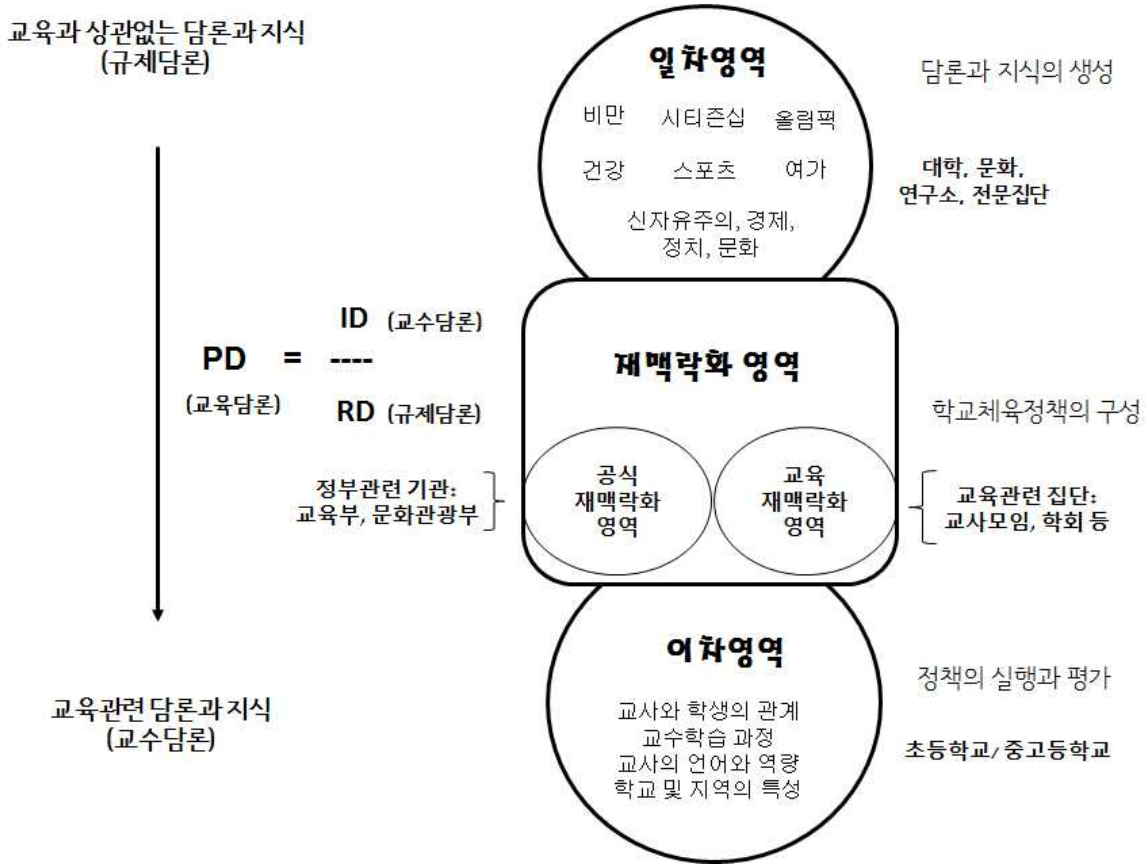 교육과 상관없는 담론과 지식
(규제담론)
일차영역
비만 시티즌십 올림픽
건강 스포츠 여가
신자유주의, 경제,
정치, 문화
담론과 지식의 생성
대학, 문화,
연구소, 전문집단
PD =
(교육담론)
ID (교수담론)
----
RD (규제담론)
재맥락화 영역
학교체육정책의 구성
정부관련 기관:
교육부, 문화관광부
공식
재맥락화
영역
교육
재맥락화
영역
교육관련 집단:
교사모임, 학회 등
이차영역
교사와 학생의 관계
교수학습 과정
교사의 언어와 역량
학교 및 지역의 특성
정책의 실행과 평가
초등학교/중고등학교
교육관련 담론과 지식
(교수담론)